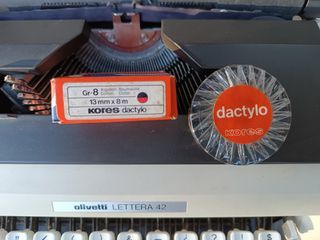 Gr·8
13 mm x 8 m
KORES dactylo
dactylo
KORES
olivetti LETTERA 42